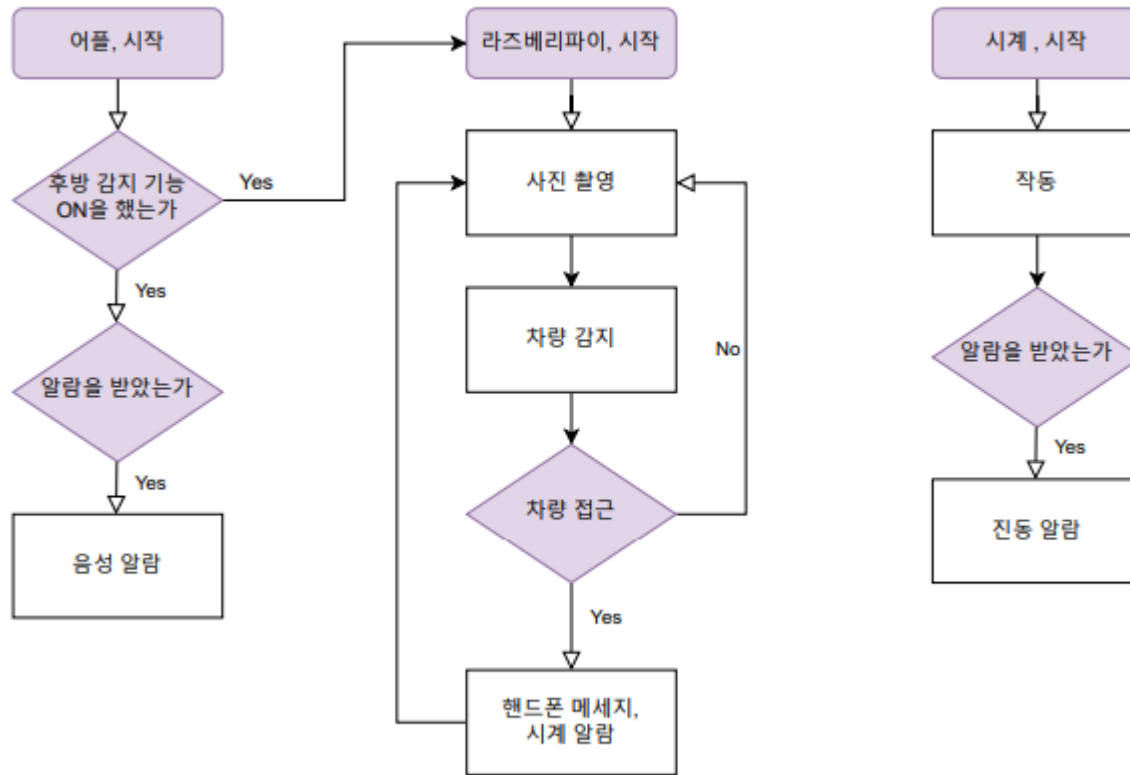 어플, 시작
후방 감지 기능
ON을 했는가
Yes
Yes
알람을 받았는가
Yes
음성 알람
라즈베리파이, 시작
사진 촬영
차량 감지
No
차량 접근
Yes
핸드폰 메세지,
시계 알람
시계 , 시작
작동
알람을 받았는가
Yes
진동 알람